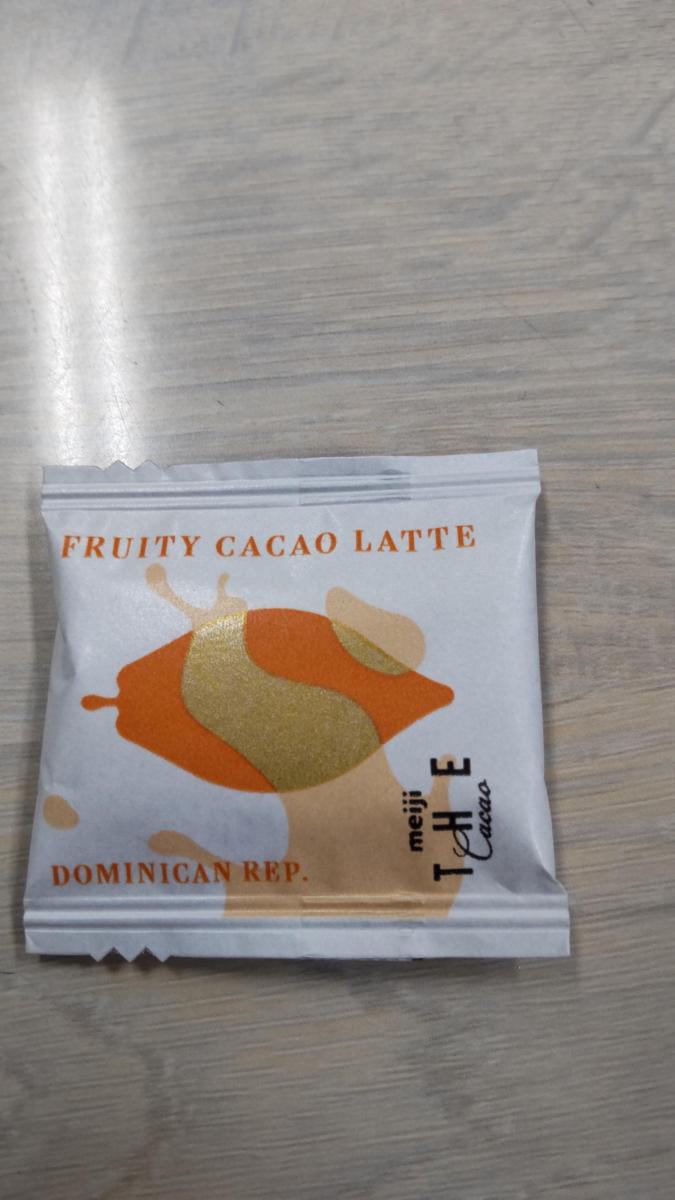 FRUITY CACAO LATTE
meiji
THE
Cacao
DOMINICAN REP.